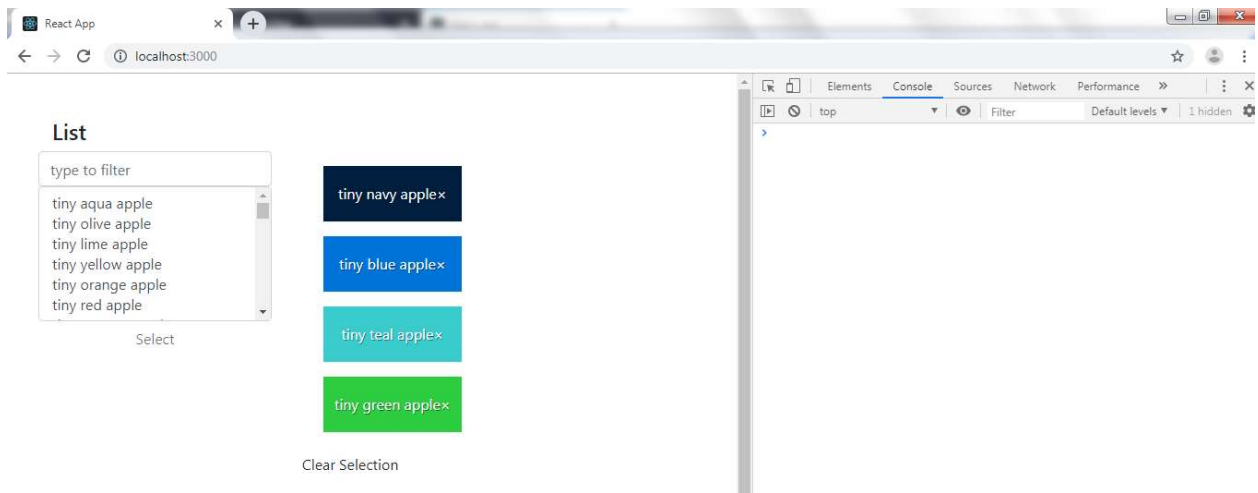 React App
localhost:3000
Elements Console Sources Network Performance »
top Filter Default levels 1 hidden
List
type to filter
tiny aqua apple
tiny olive apple
tiny lime apple
tiny yellow apple
tiny orange apple
tiny red apple
Select
tiny navy apple×
tiny blue apple×
tiny teal apple×
tiny green apple×
Clear Selection